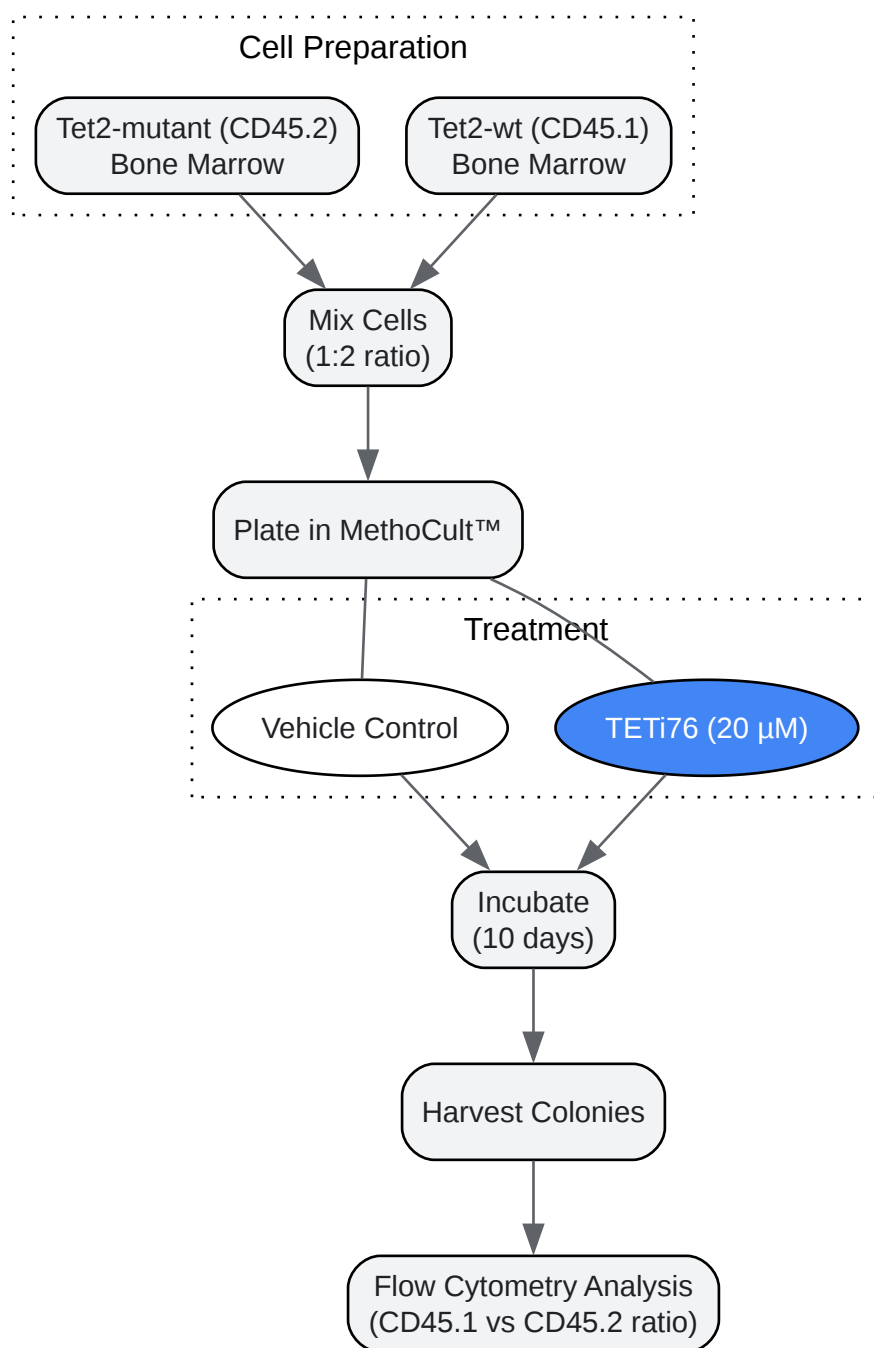 Cell Preparation
Tet2-mutant (CD45.2)
Bone Marrow
Tet2-wt (CD45.1)
Bone Marrow
Mix Cells
(1:2 ratio)
Plate in MethoCult™
Treatment
Vehicle Control
TETi76 (20 µM)
Incubate
(10 days)
Harvest Colonies
Flow Cytometry Analysis
(CD45.1 vs CD45.2 ratio)